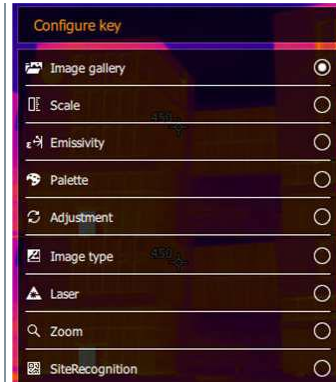 Configure key
Image gallery
Scale
Emissivity
Palette
Adjustment
Image type
Laser
Zoom
SiteRecognition